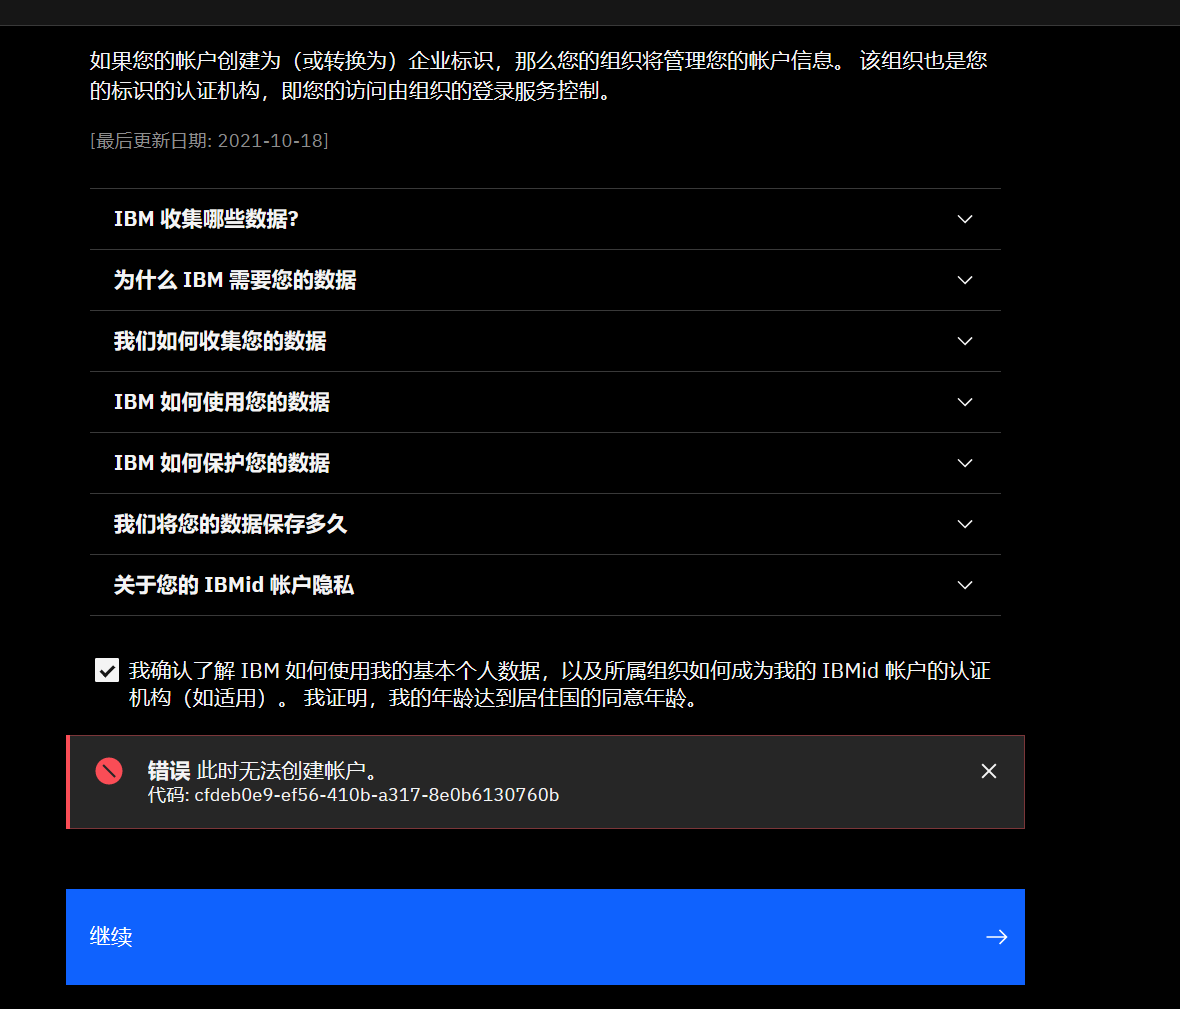 如果您的帐户创建为（或转换为）企业标识，那么您的组织将管理您的帐户信息。 该组织也是您
的标识的认证机构，即您的访问由组织的登录服务控制。
[最后更新日期: 2021-10-18]
IBM 收集哪些数据?
为什么 IBM 需要您的数据
我们如何收集您的数据
IBM 如何使用您的数据
IBM 如何保护您的数据
我们将您的数据保存多久
关于您的 IBMid 帐户隐私
我确认了解 IBM 如何使用我的基本个人数据，以及所属组织如何成为我的 IBMid 帐户的认证
机构（如适用）。 我证明，我的年龄达到居住国的同意年龄。
错误 此时无法创建帐户。
代码: cfdeb0e9-ef56-410b-a317-8e0b6130760b
继续